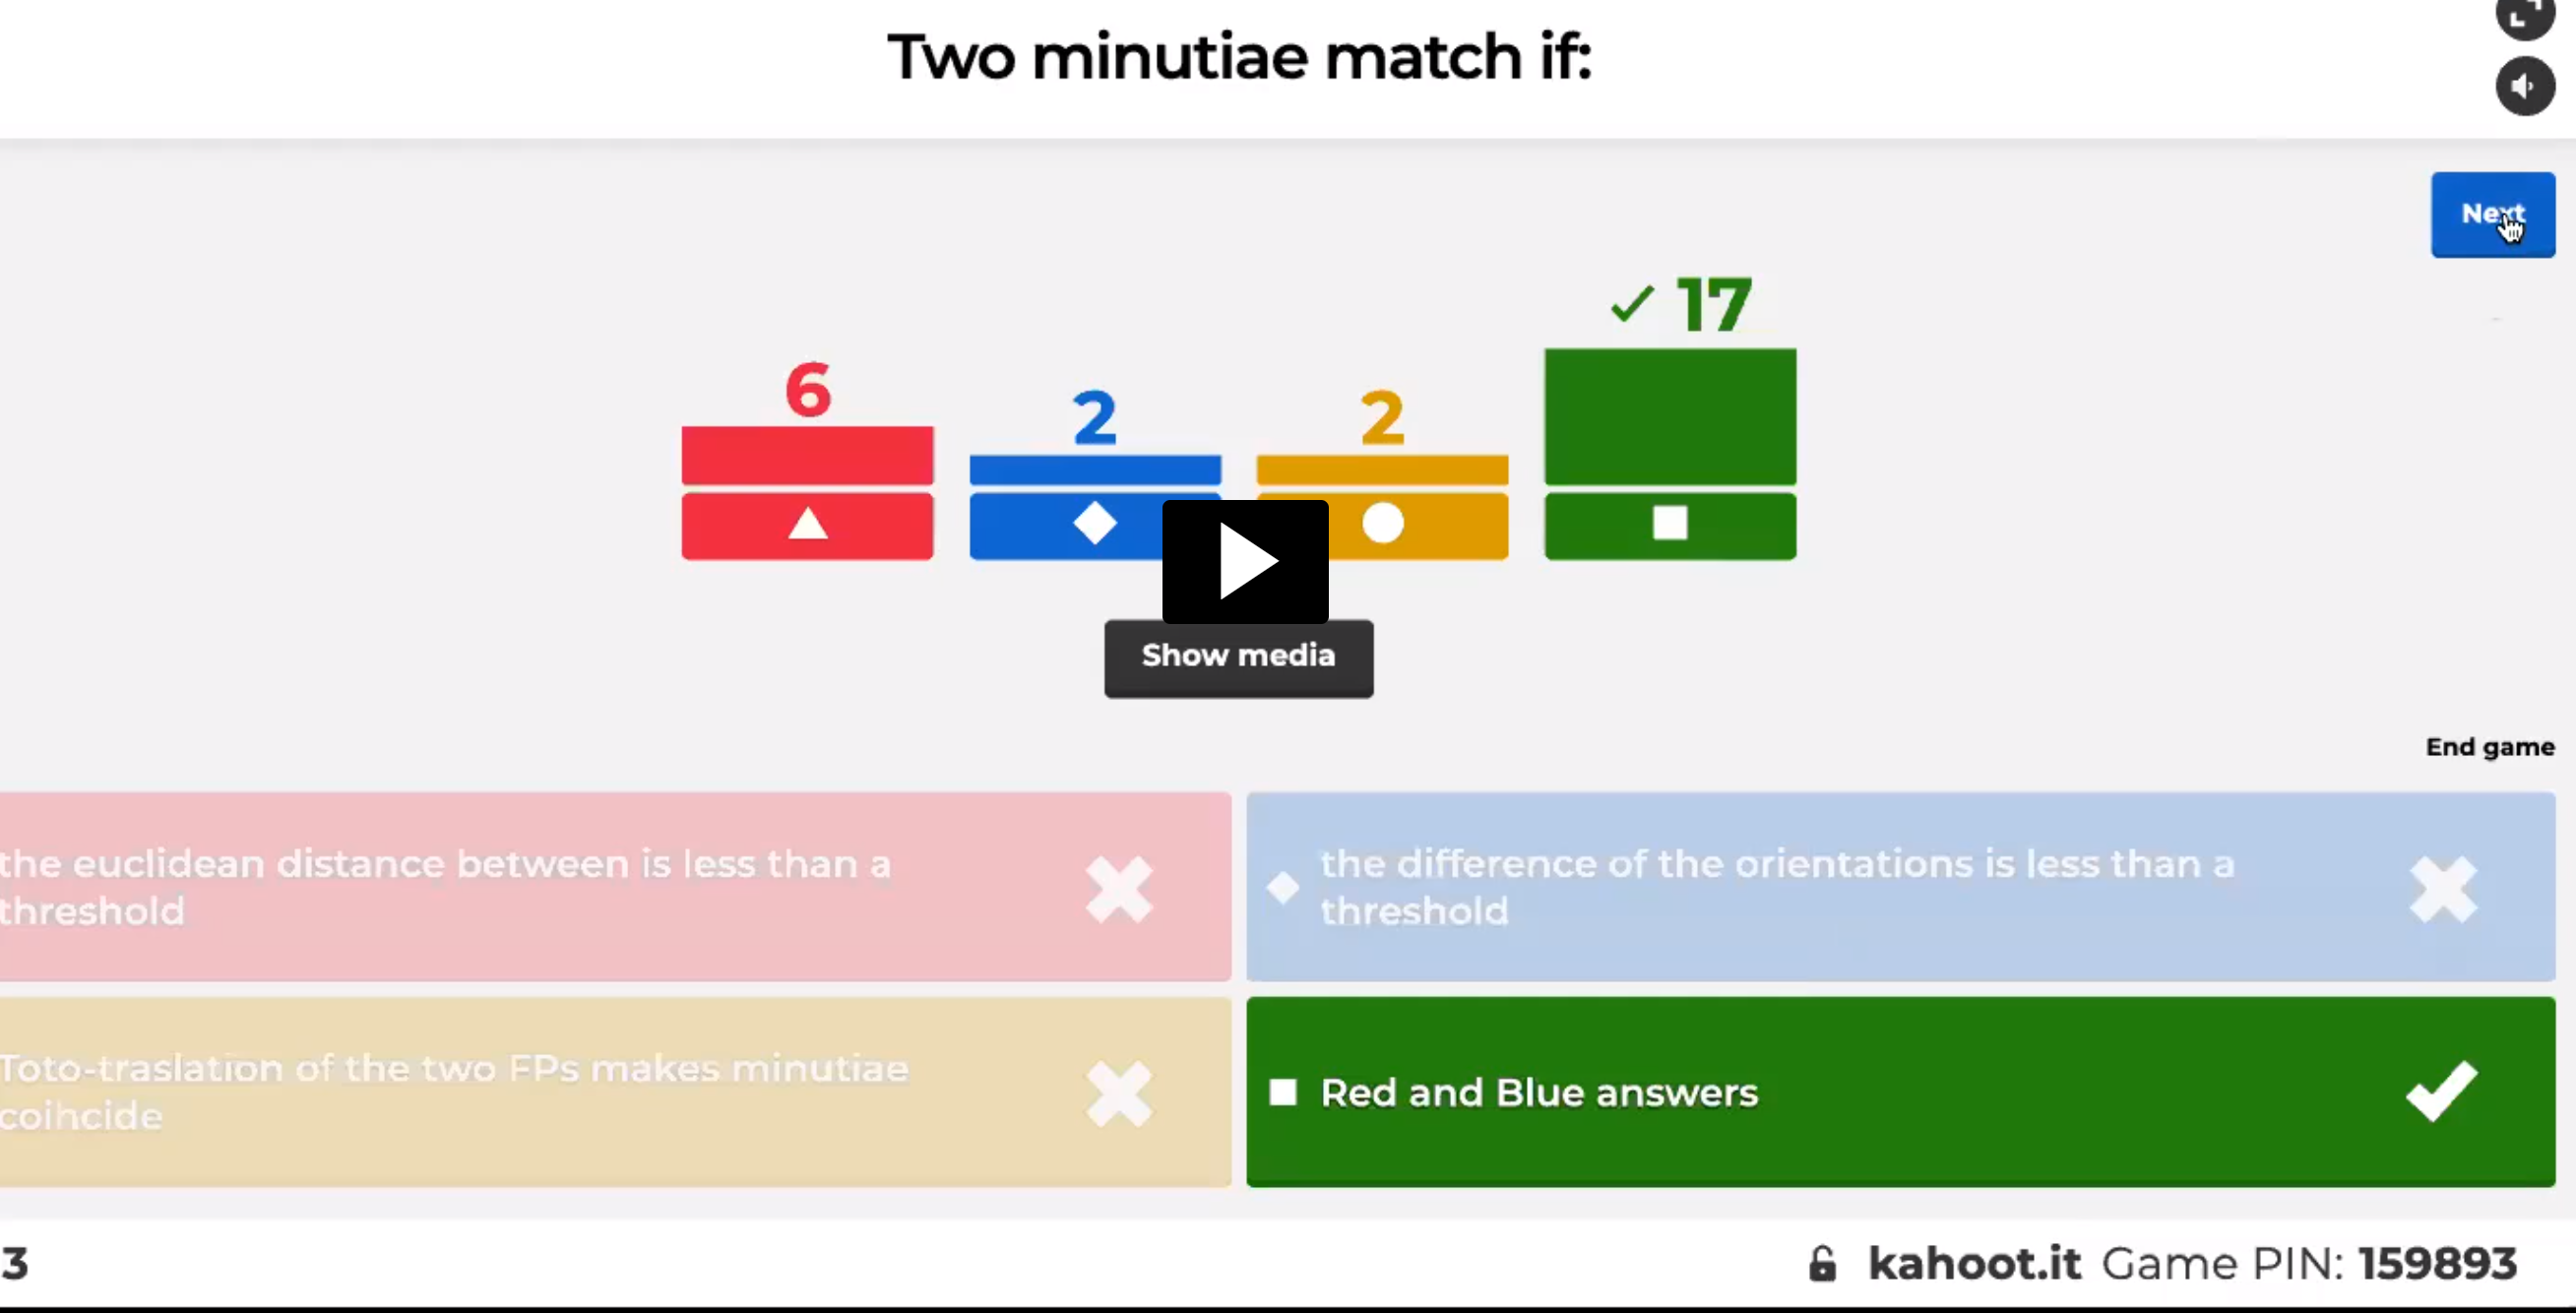 Two minutiae match if:
Next
6
2
2
17
Show media
End game
the euclidean distance between is less than a
threshold
the difference of the orientations is less than a
threshold
Toto-traslation of the two FPs makes minutiae
coihcide
Red and Blue answers
3
kahoot.it Game PIN: 159893